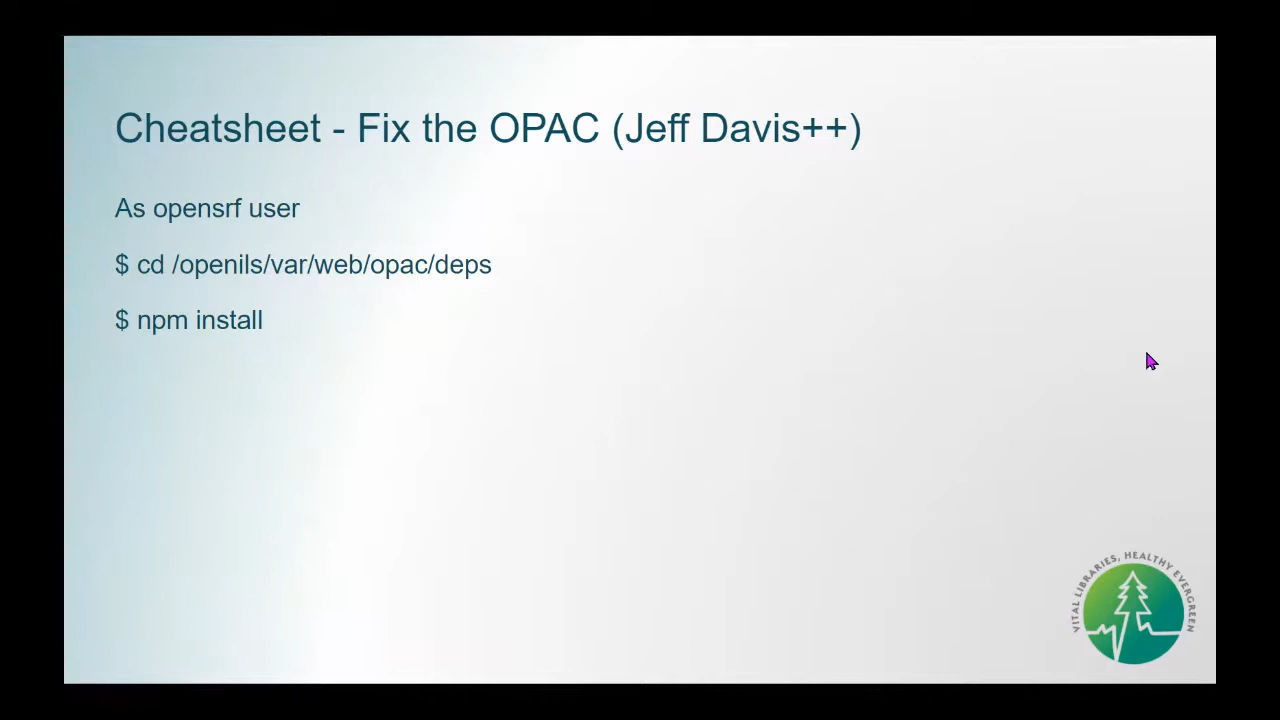 Cheatsheet - Fix the OPAC (Jeff Davis++)
As opensrf user
$ cd /openils/var/web/opac/deps
$ npm install
VITAL LIBRARIES, HEALTHY EVERGREEN